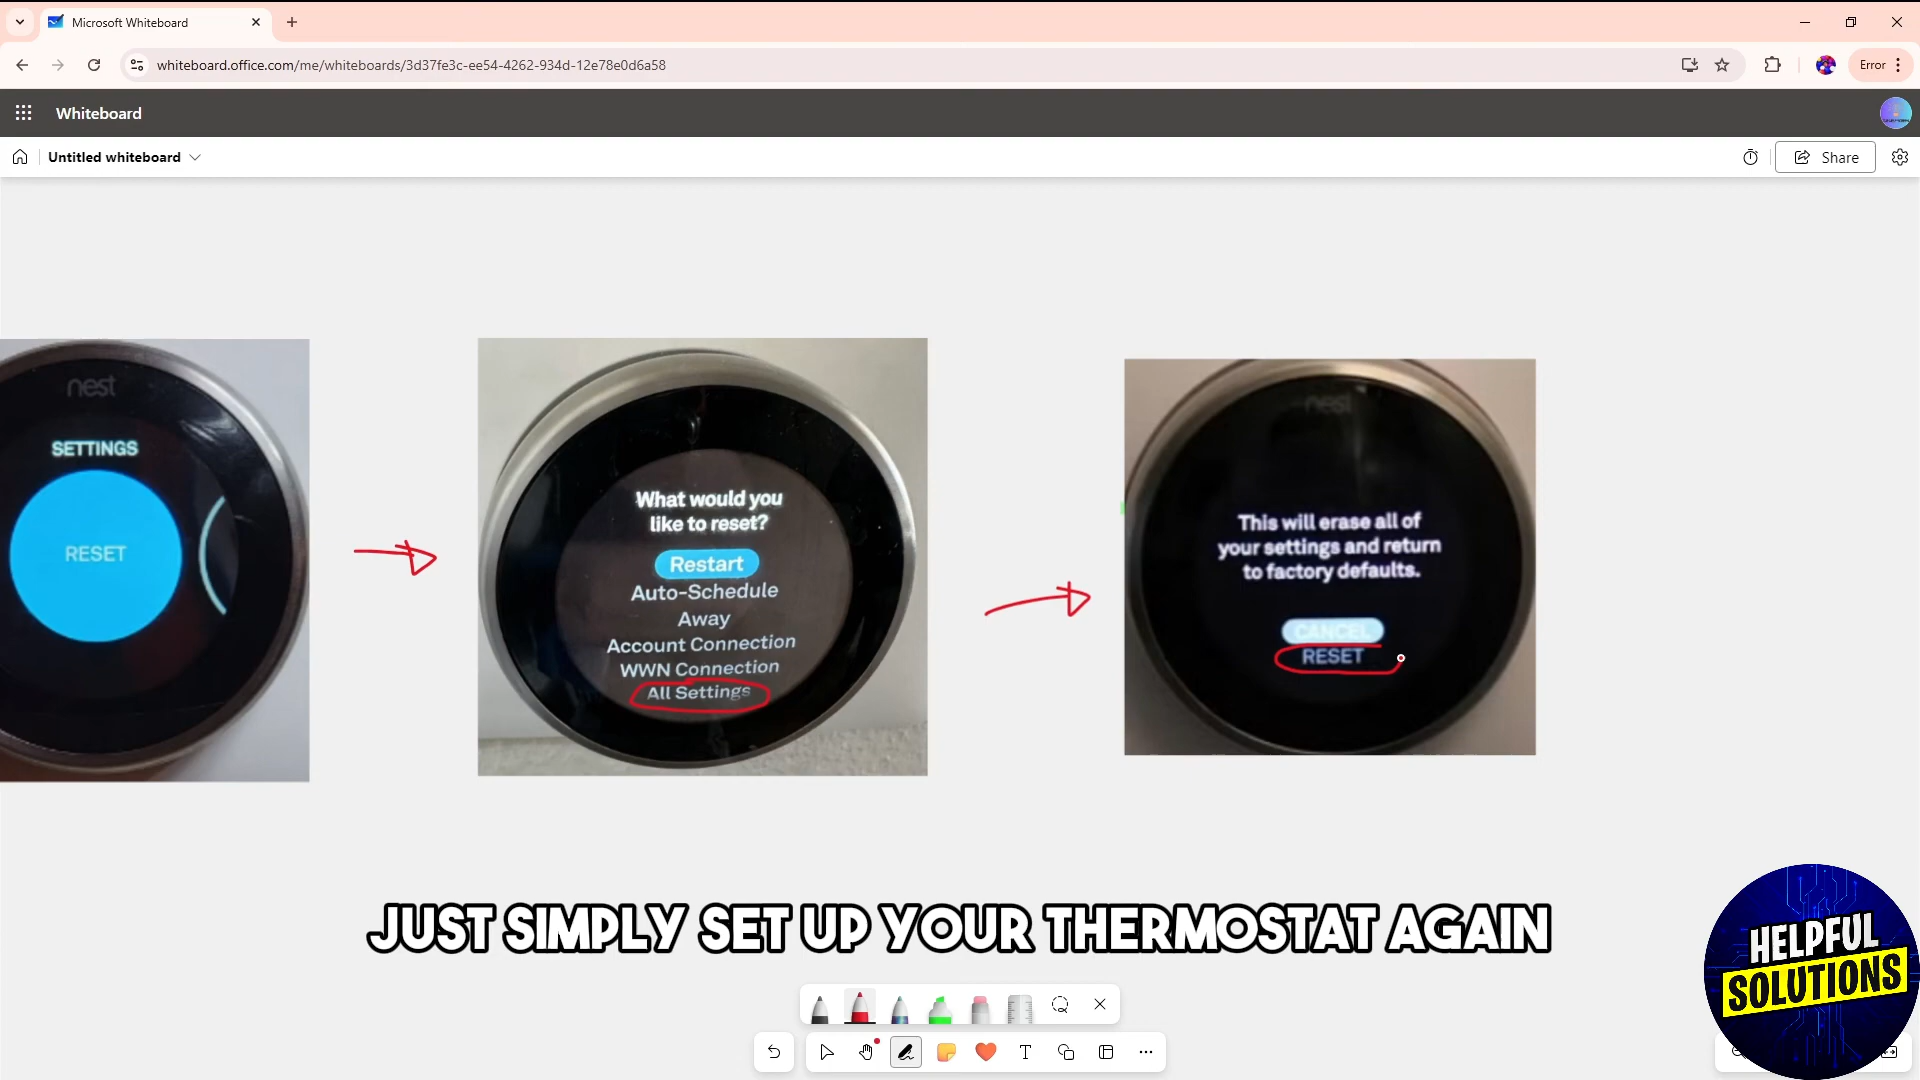 Microsoft Whiteboard
whiteboard.office.com/me/whiteboards/3d37fe3c-ee54-4262-934d-12e78e0d6a58
Error
Whiteboard
Untitled whiteboard
Share
nest
SETTINGS
RESET
What would you
like to reset?
Restart
Auto-Schedule
Away
Account Connection
WWN Connection
All Settings
nest
This will erase all of
your settings and return
to factory defaults.
CANCEL
RESET
JUST SIMPLY SET UP YOUR THERMOSTAT AGAIN
HELPFUL
SOLUTIONS